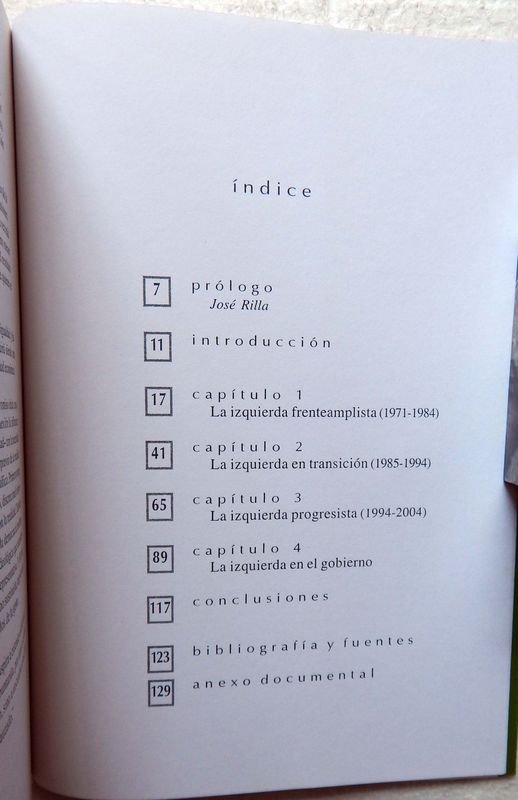 índice
7 prólogo
José Rilla
11 introducción
17 capítulo 1
La izquierda frenteamplista (1971-1984)
41 capítulo 2
La izquierda en transición (1985-1994)
65 capítulo 3
La izquierda progresista (1994-2004)
89 capítulo 4
La izquierda en el gobierno
117 conclusiones
123 bibliografía y fuentes
129 anexo documental